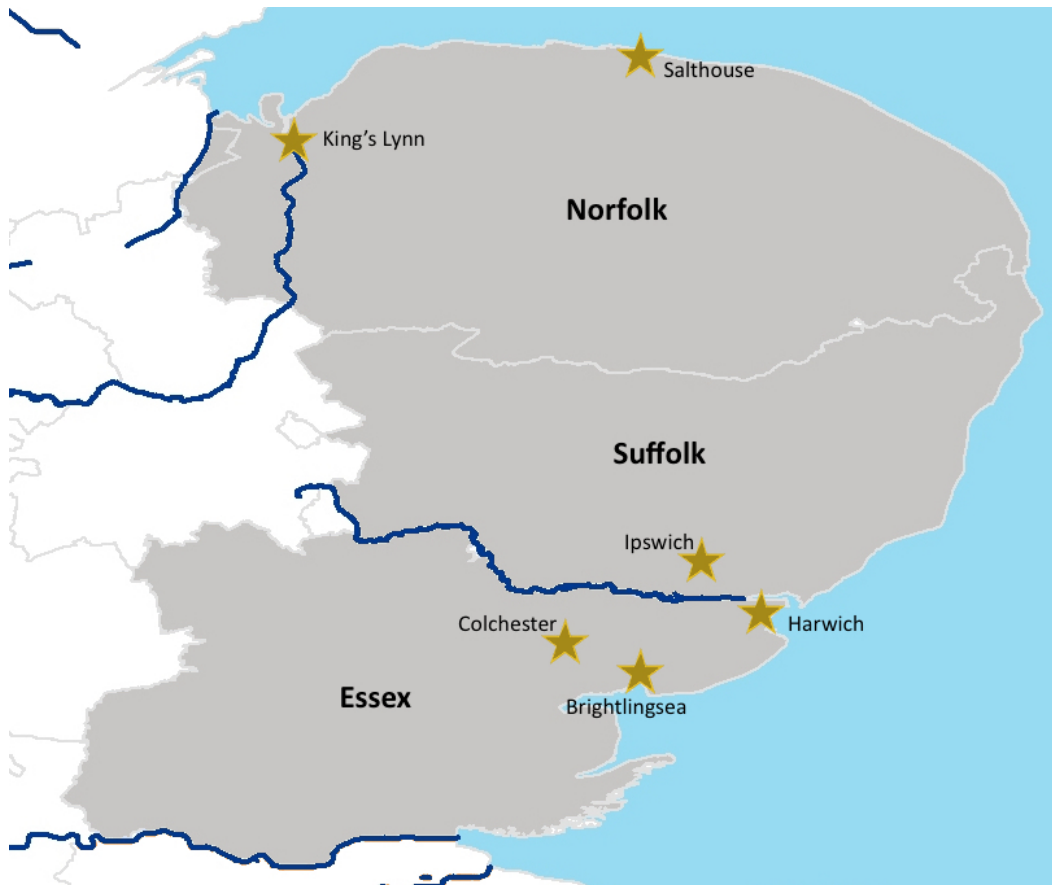 Salthouse
King's Lynn
Norfolk
Suffolk
Ipswich
Colchester
Harwich
Essex
Brightlingsea